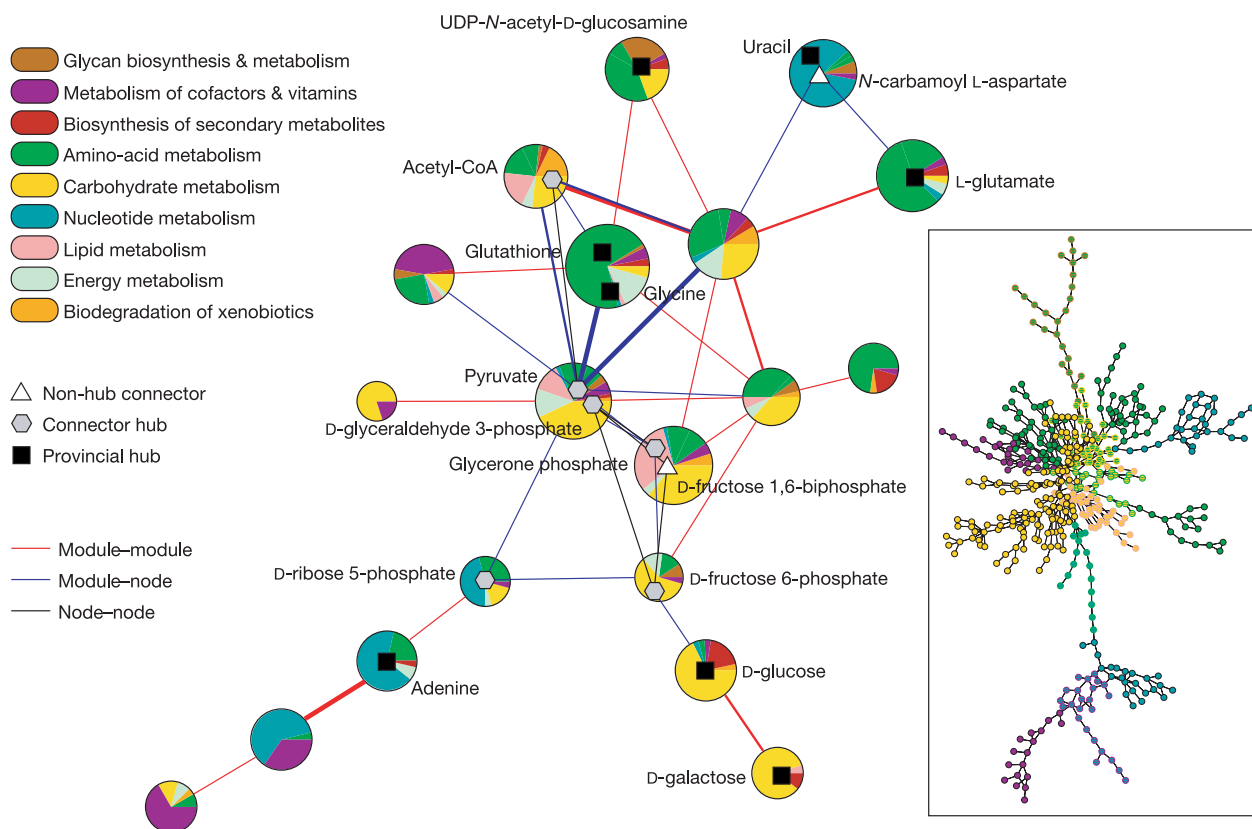 Glycan biosynthesis & metabolism
Metabolism of cofactors & vitamins
Biosynthesis of secondary metabolites
Amino-acid metabolism
Carbohydrate metabolism
Nucleotide metabolism
Lipid metabolism
Energy metabolism
Biodegradation of xenobiotics
Non-hub connector
Connector hub
Provincial hub
Module–module
Module–node
Node–node
UDP-N-acetyl-D-glucosamine
Uracil
N-carbamoyl L-aspartate
Acetyl-CoA
L-glutamate
Glutathione
Glycine
Pyruvate
D-glyceraldehyde 3-phosphate
Glycerone phosphate
D-fructose 1,6-biphosphate
D-ribose 5-phosphate
D-fructose 6-phosphate
Adenine
D-glucose
D-galactose